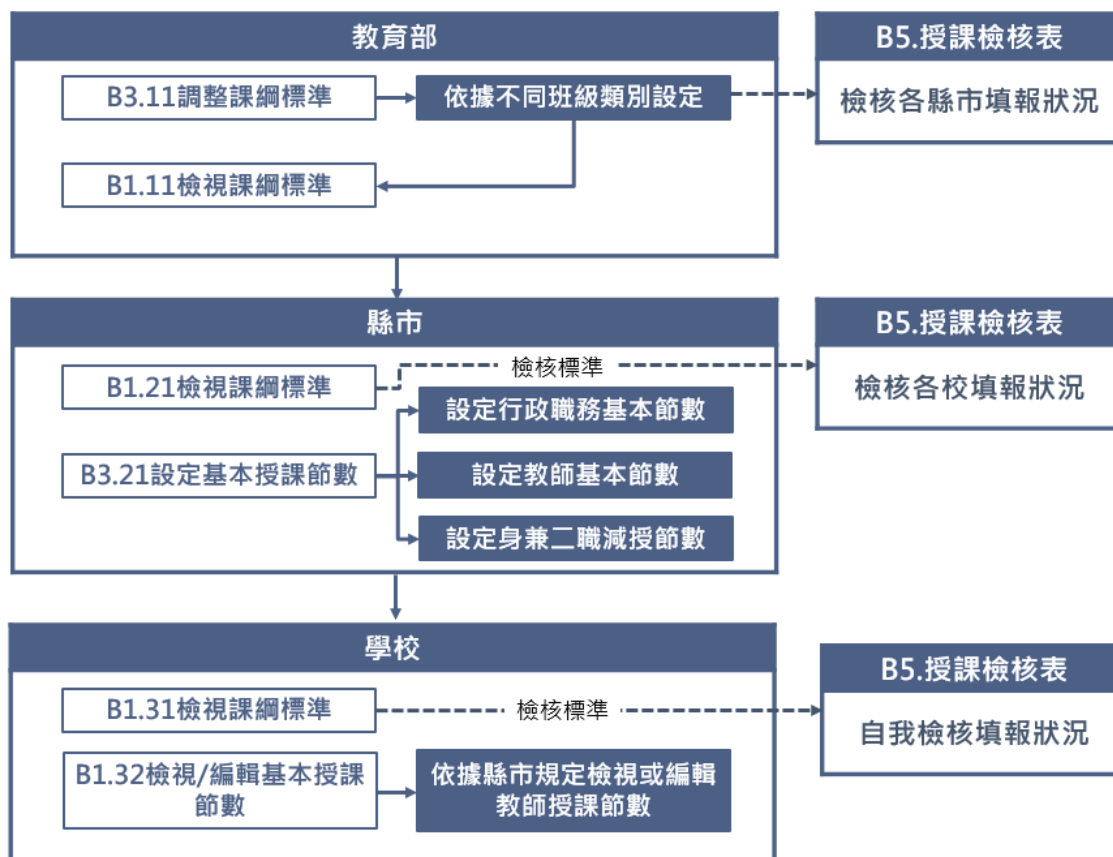 教育部
B3.11調整課綱標準
依據不同班級類別設定
B1.11檢視課綱標準
B5.授課檢核表
檢核各縣市填報狀況
縣市
B1.21檢視課綱標準
檢核標準
設定行政職務基本節數
B3.21設定基本授課節數
設定教師基本節數
設定身兼二職減授節數
B5.授課檢核表
檢核各校填報狀況
學校
B1.31檢視課綱標準
檢核標準
B1.32檢視/編輯基本授課
節數
依據縣市規定檢視或編輯
教師授課節數
B5.授課檢核表
自我檢核填報狀況